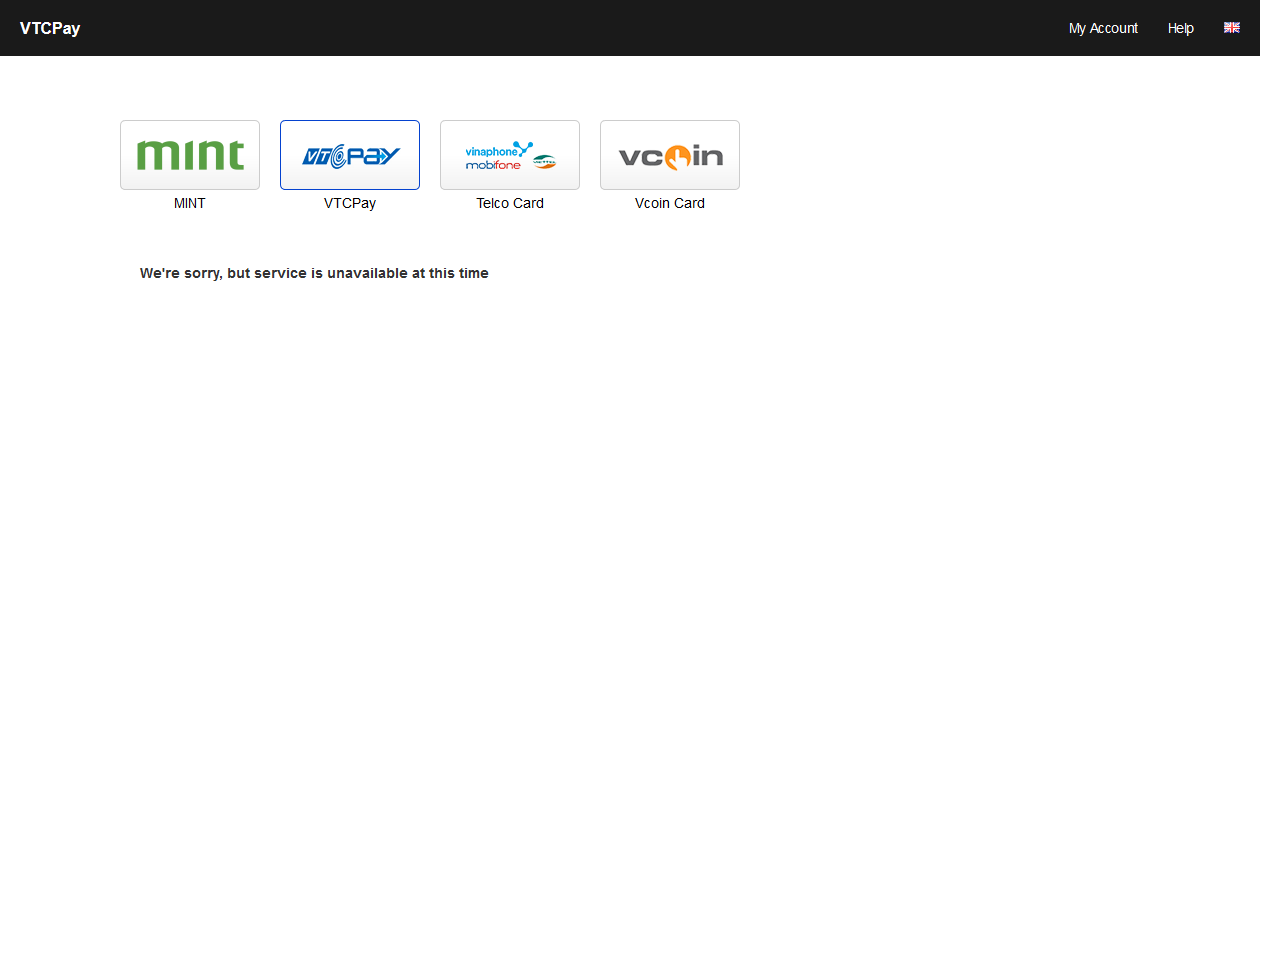 VTCPay
My Account
Help
mint
VTCPay
vinaphone
mobifone
VIETTEL
vcoin
MINT
VTCPay
Telco Card
Vcoin Card
We're sorry, but service is unavailable at this time